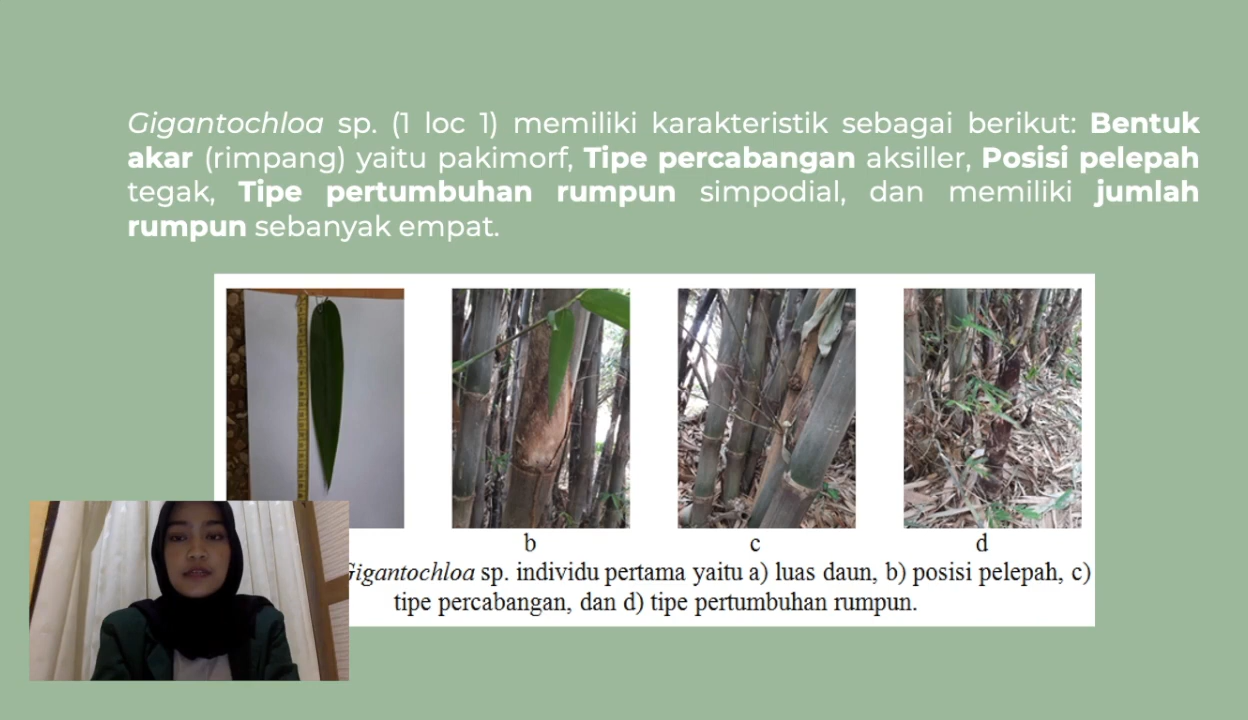 Gigantochloa sp. (1 loc 1) memiliki karakteristik sebagai berikut: Bentuk
akar (rimpang) yaitu pakimorf, Tipe percabangan aksiller, Posisi pelepah
tegak, Tipe pertumbuhan rumpun simpodial, dan memiliki jumlah
rumpun sebanyak empat.
b c d
Gigantochloa sp. individu pertama yaitu a) luas daun, b) posisi pelepah, c)
tipe percabangan, dan d) tipe pertumbuhan rumpun.